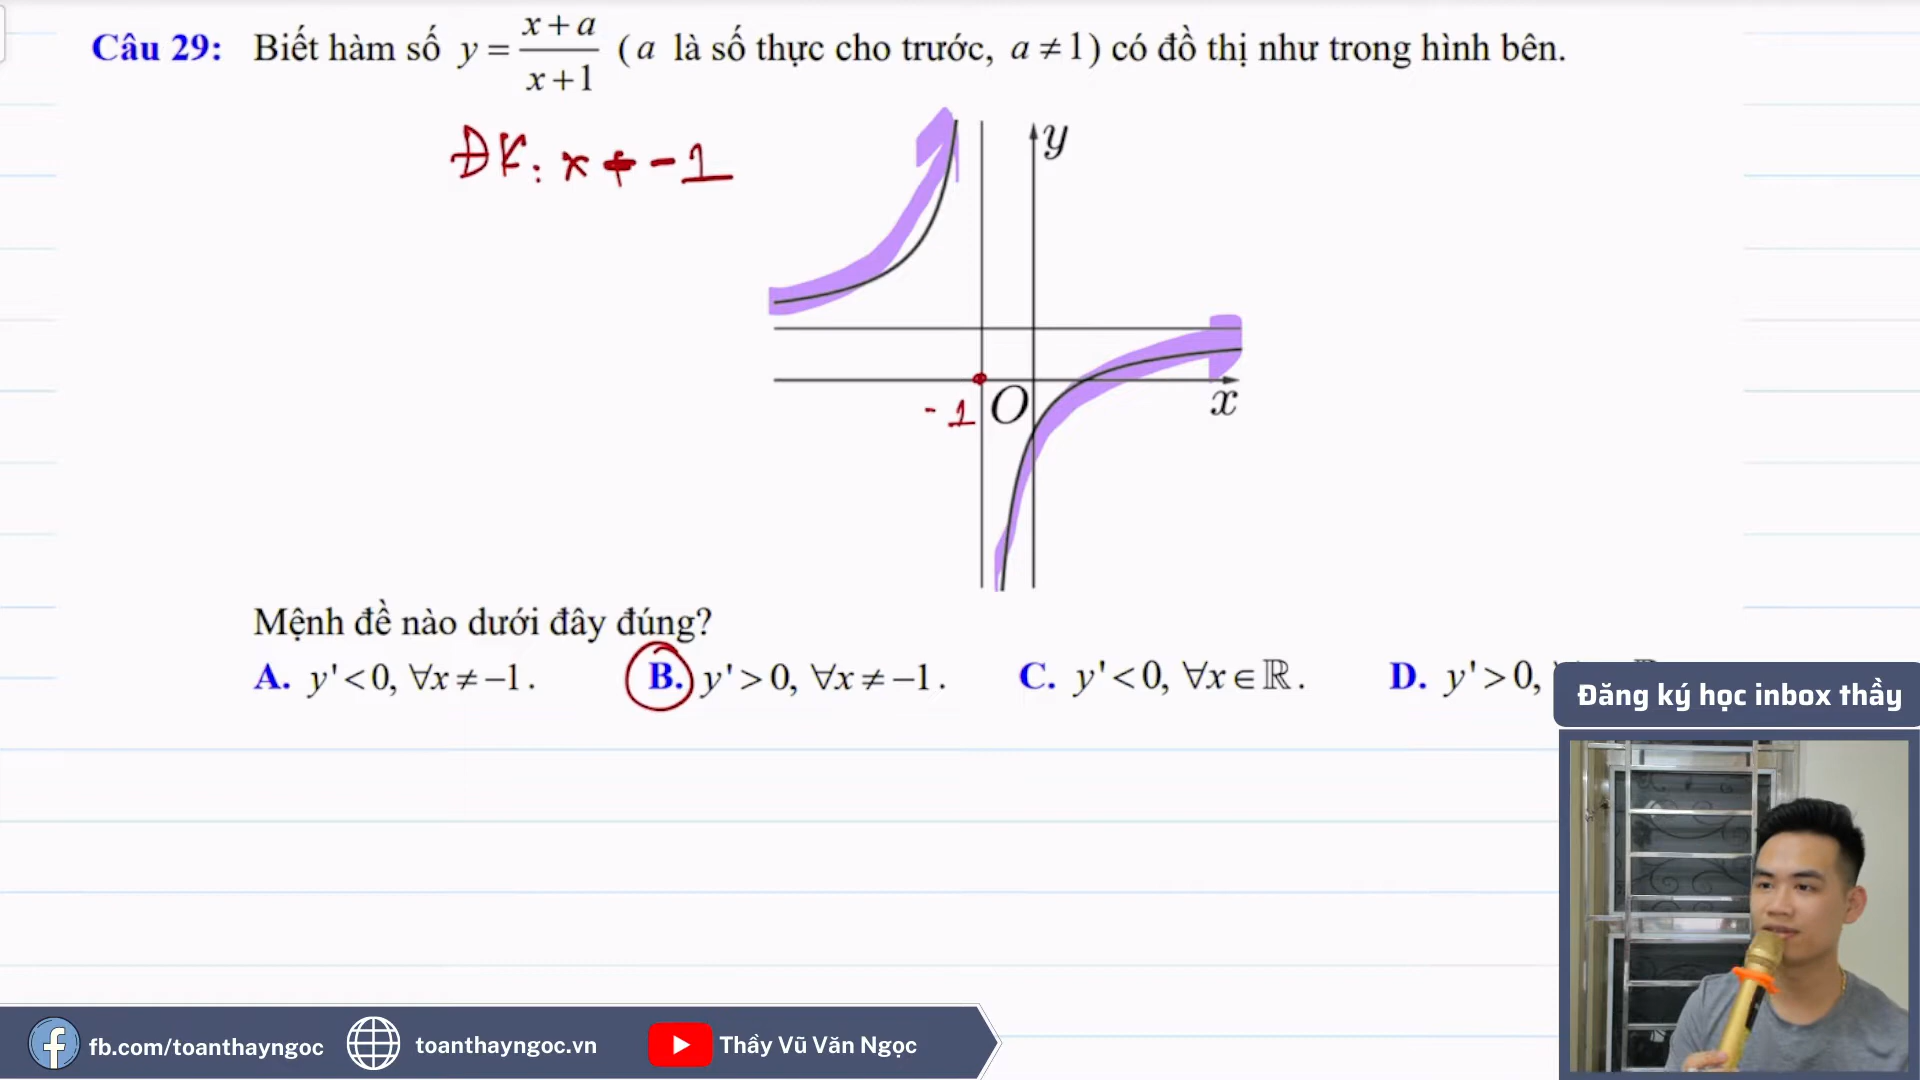 Câu 29: Biết hàm số y = (x + a)/(x + 1) (a là số thực cho trước, a ≠ 1) có đồ thị như trong hình bên.
ĐK: x ≠ -1
y
-1 O x
Mệnh đề nào dưới đây đúng?
A. y' < 0, ∀x ≠ −1. B. y' > 0, ∀x ≠ −1. C. y' < 0, ∀x ∈ ℝ. D. y' > 0,
Đăng ký học inbox thầy
fb.com/toanthayngoc toanthayngoc.vn Thầy Vũ Văn Ngọc